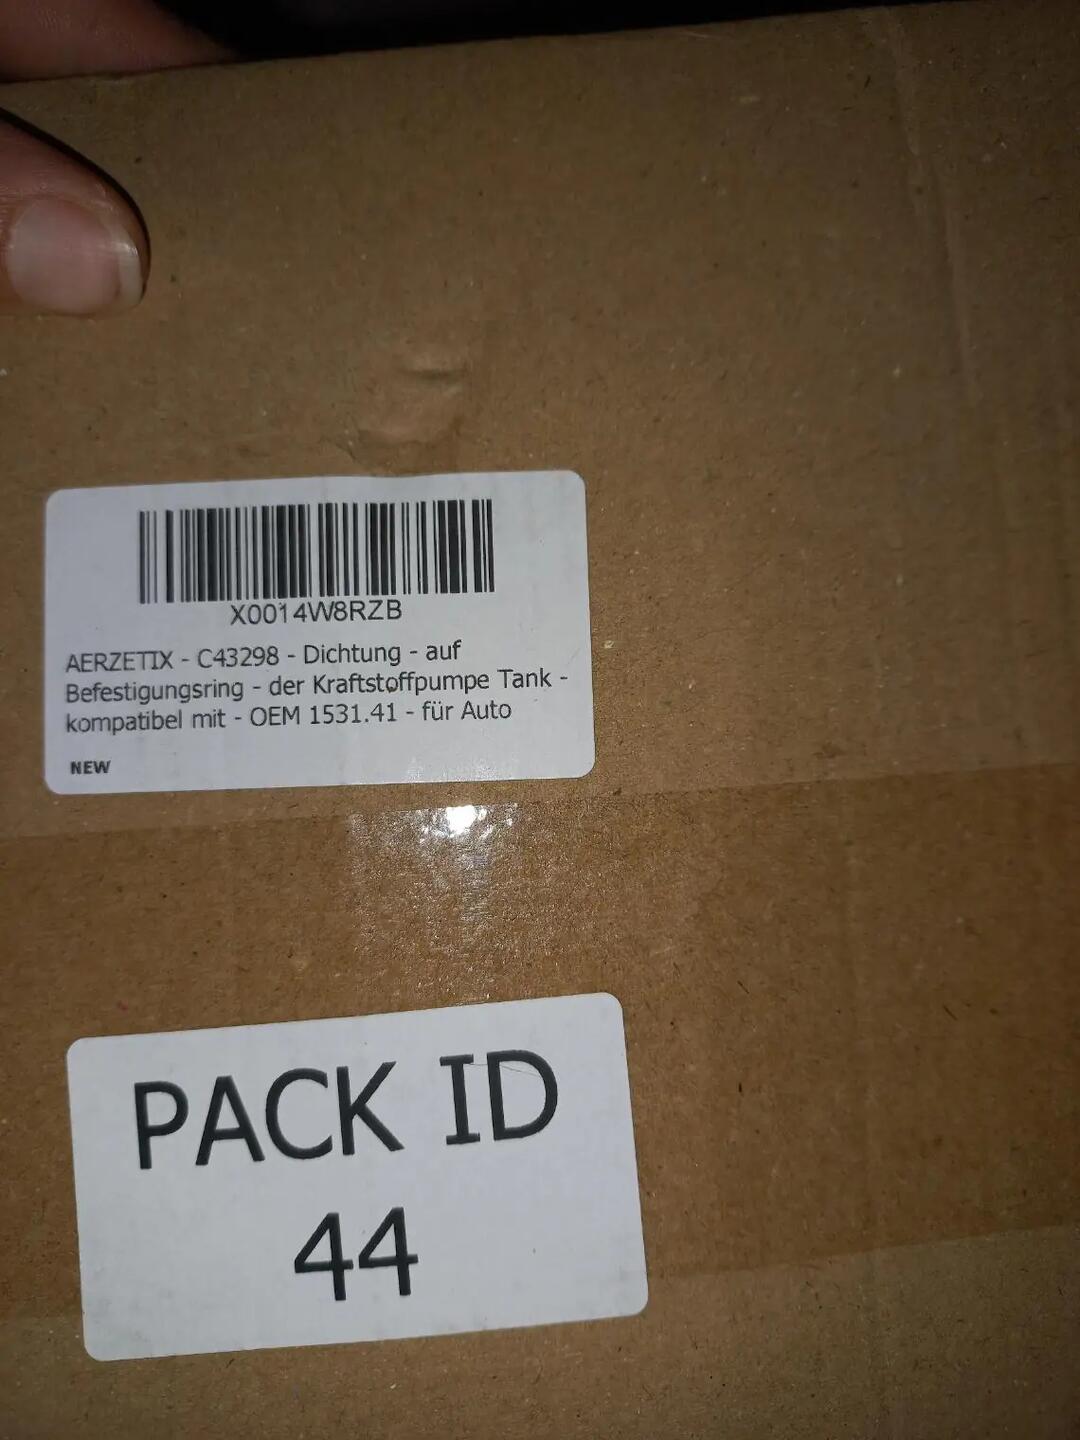 X0014W8RZB
AERZETIX - C43298 - Dichtung - auf
Befestigungsring - der Kraftstoffpumpe Tank -
kompatibel mit - OEM 1531.41 - für Auto
NEW
PACK ID
44